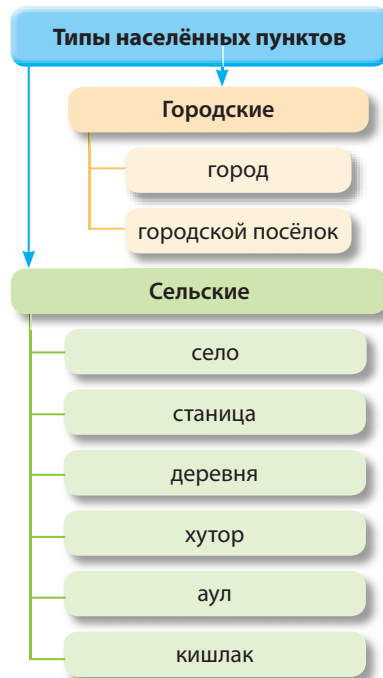 Типы населённых пунктов
Городские
город
городской посёлок
Сельские
село
станица
деревня
хутор
аул
кишлак